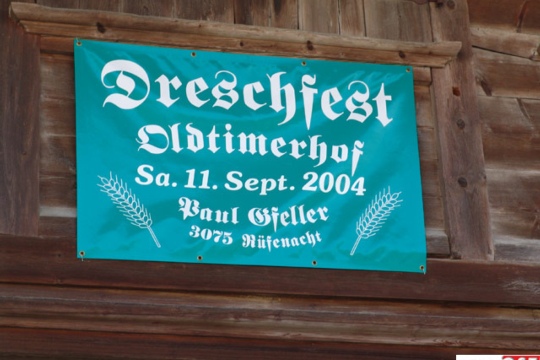 Dreschfest
Oldtimerhof
Sa. 11. Sept. 2004
Paul Gfeller
3075 Rüfenacht